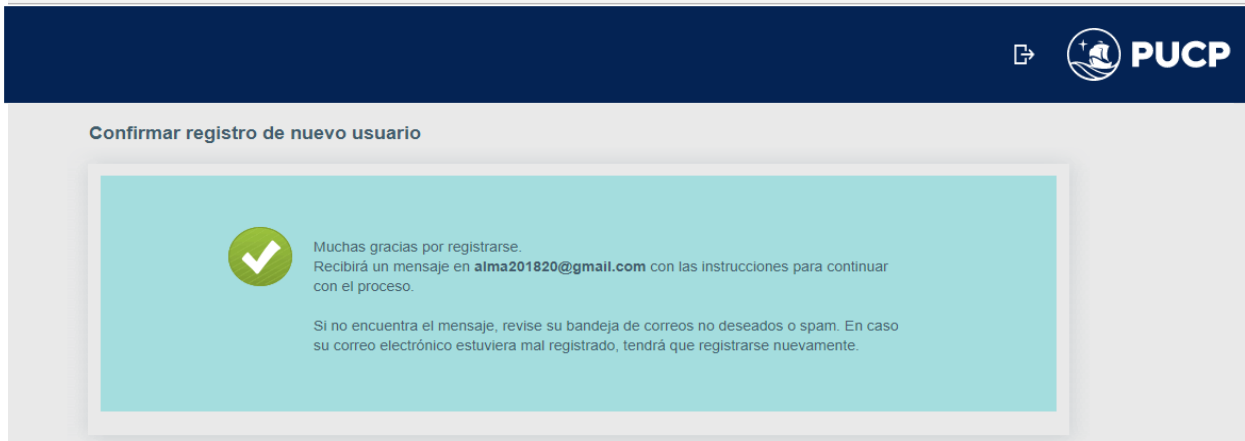 PUCP
Confirmar registro de nuevo usuario
Muchas gracias por registrarse.
Recibirá un mensaje en alma201820@gmail.com con las instrucciones para continuar
con el proceso.
Si no encuentra el mensaje, revise su bandeja de correos no deseados o spam. En caso
su correo electrónico estuviera mal registrado, tendrá que registrarse nuevamente.